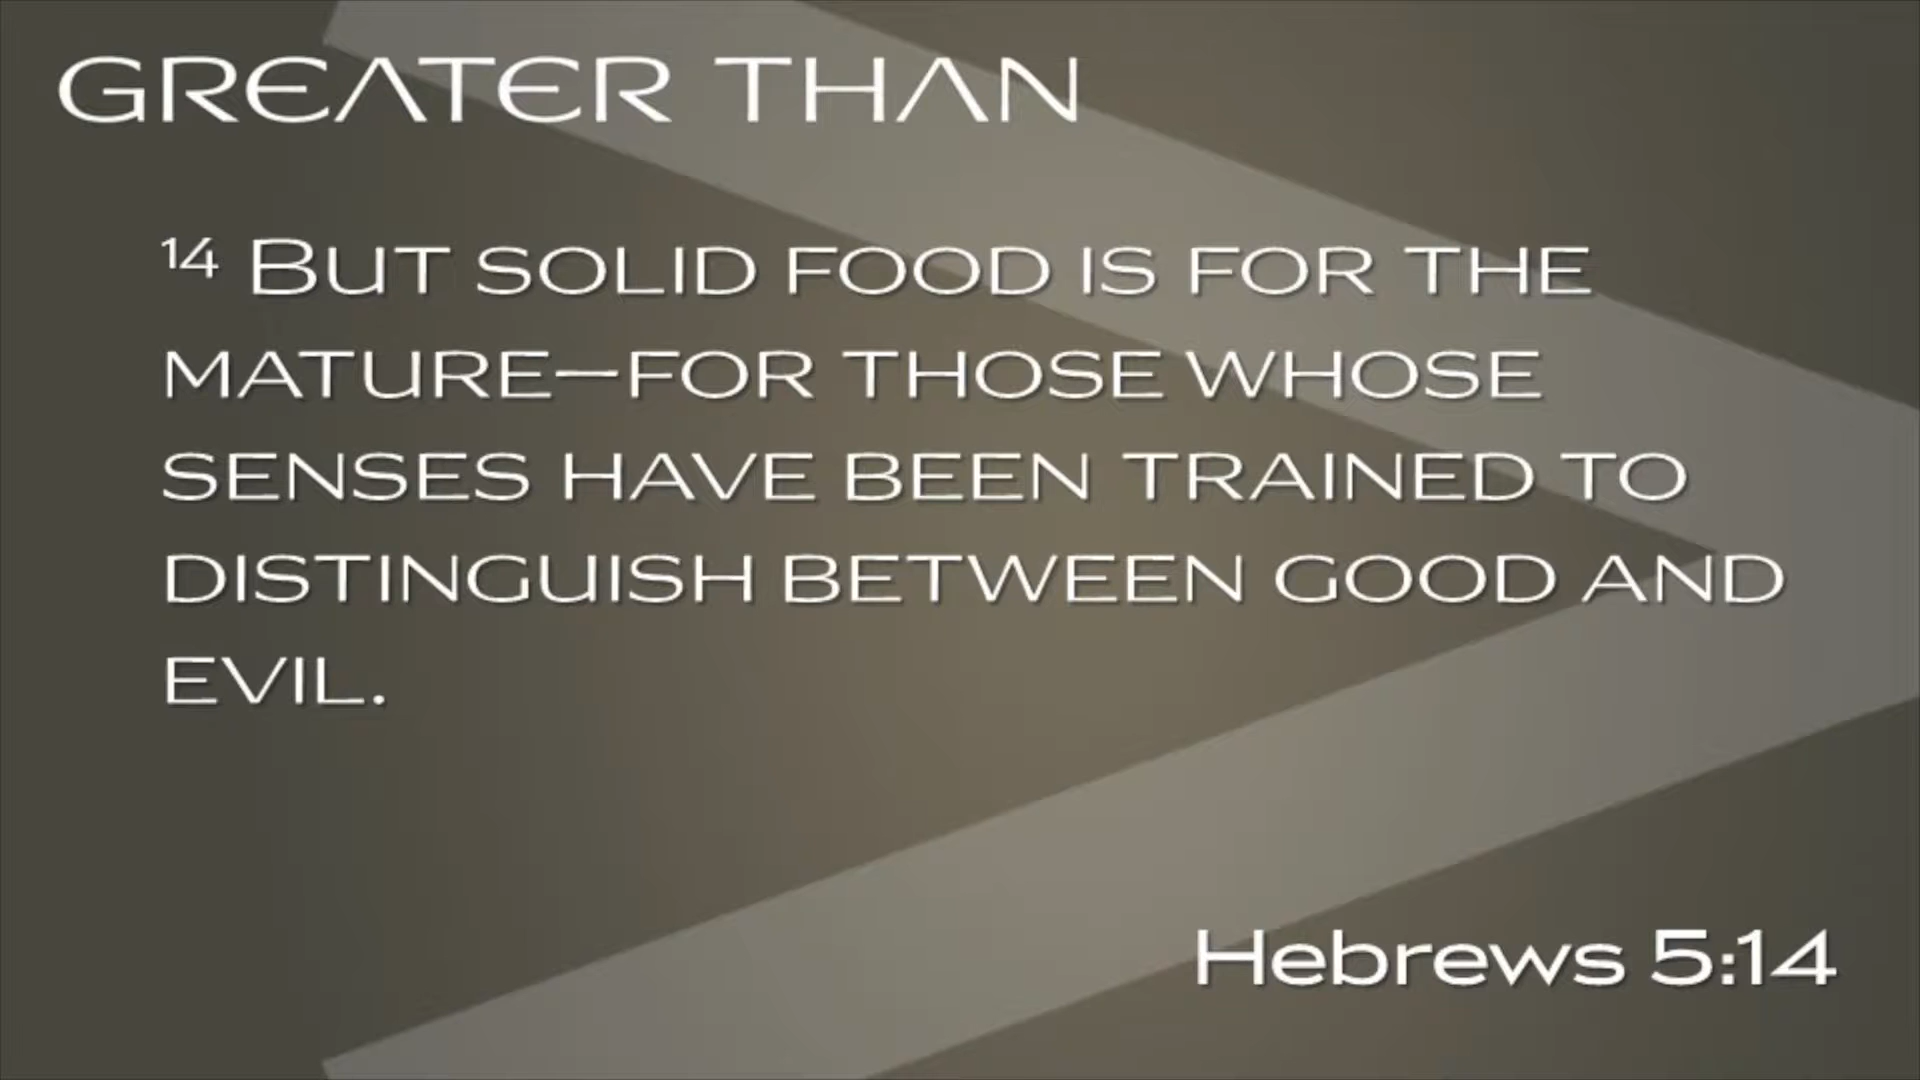 GREATER THAN
¹⁴ But solid food is for the
mature—for those whose
senses have been trained to
distinguish between good and
evil.
Hebrews 5:14